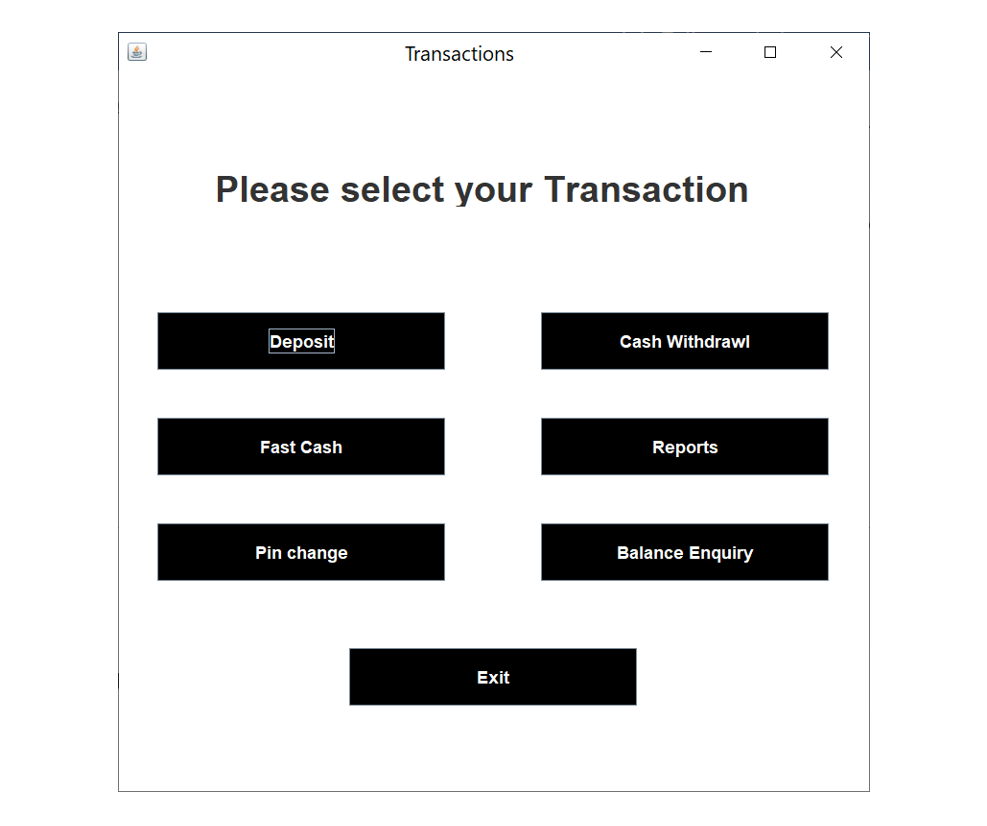 Transactions
Please select your Transaction
Deposit
Cash Withdrawl
Fast Cash
Reports
Pin change
Balance Enquiry
Exit